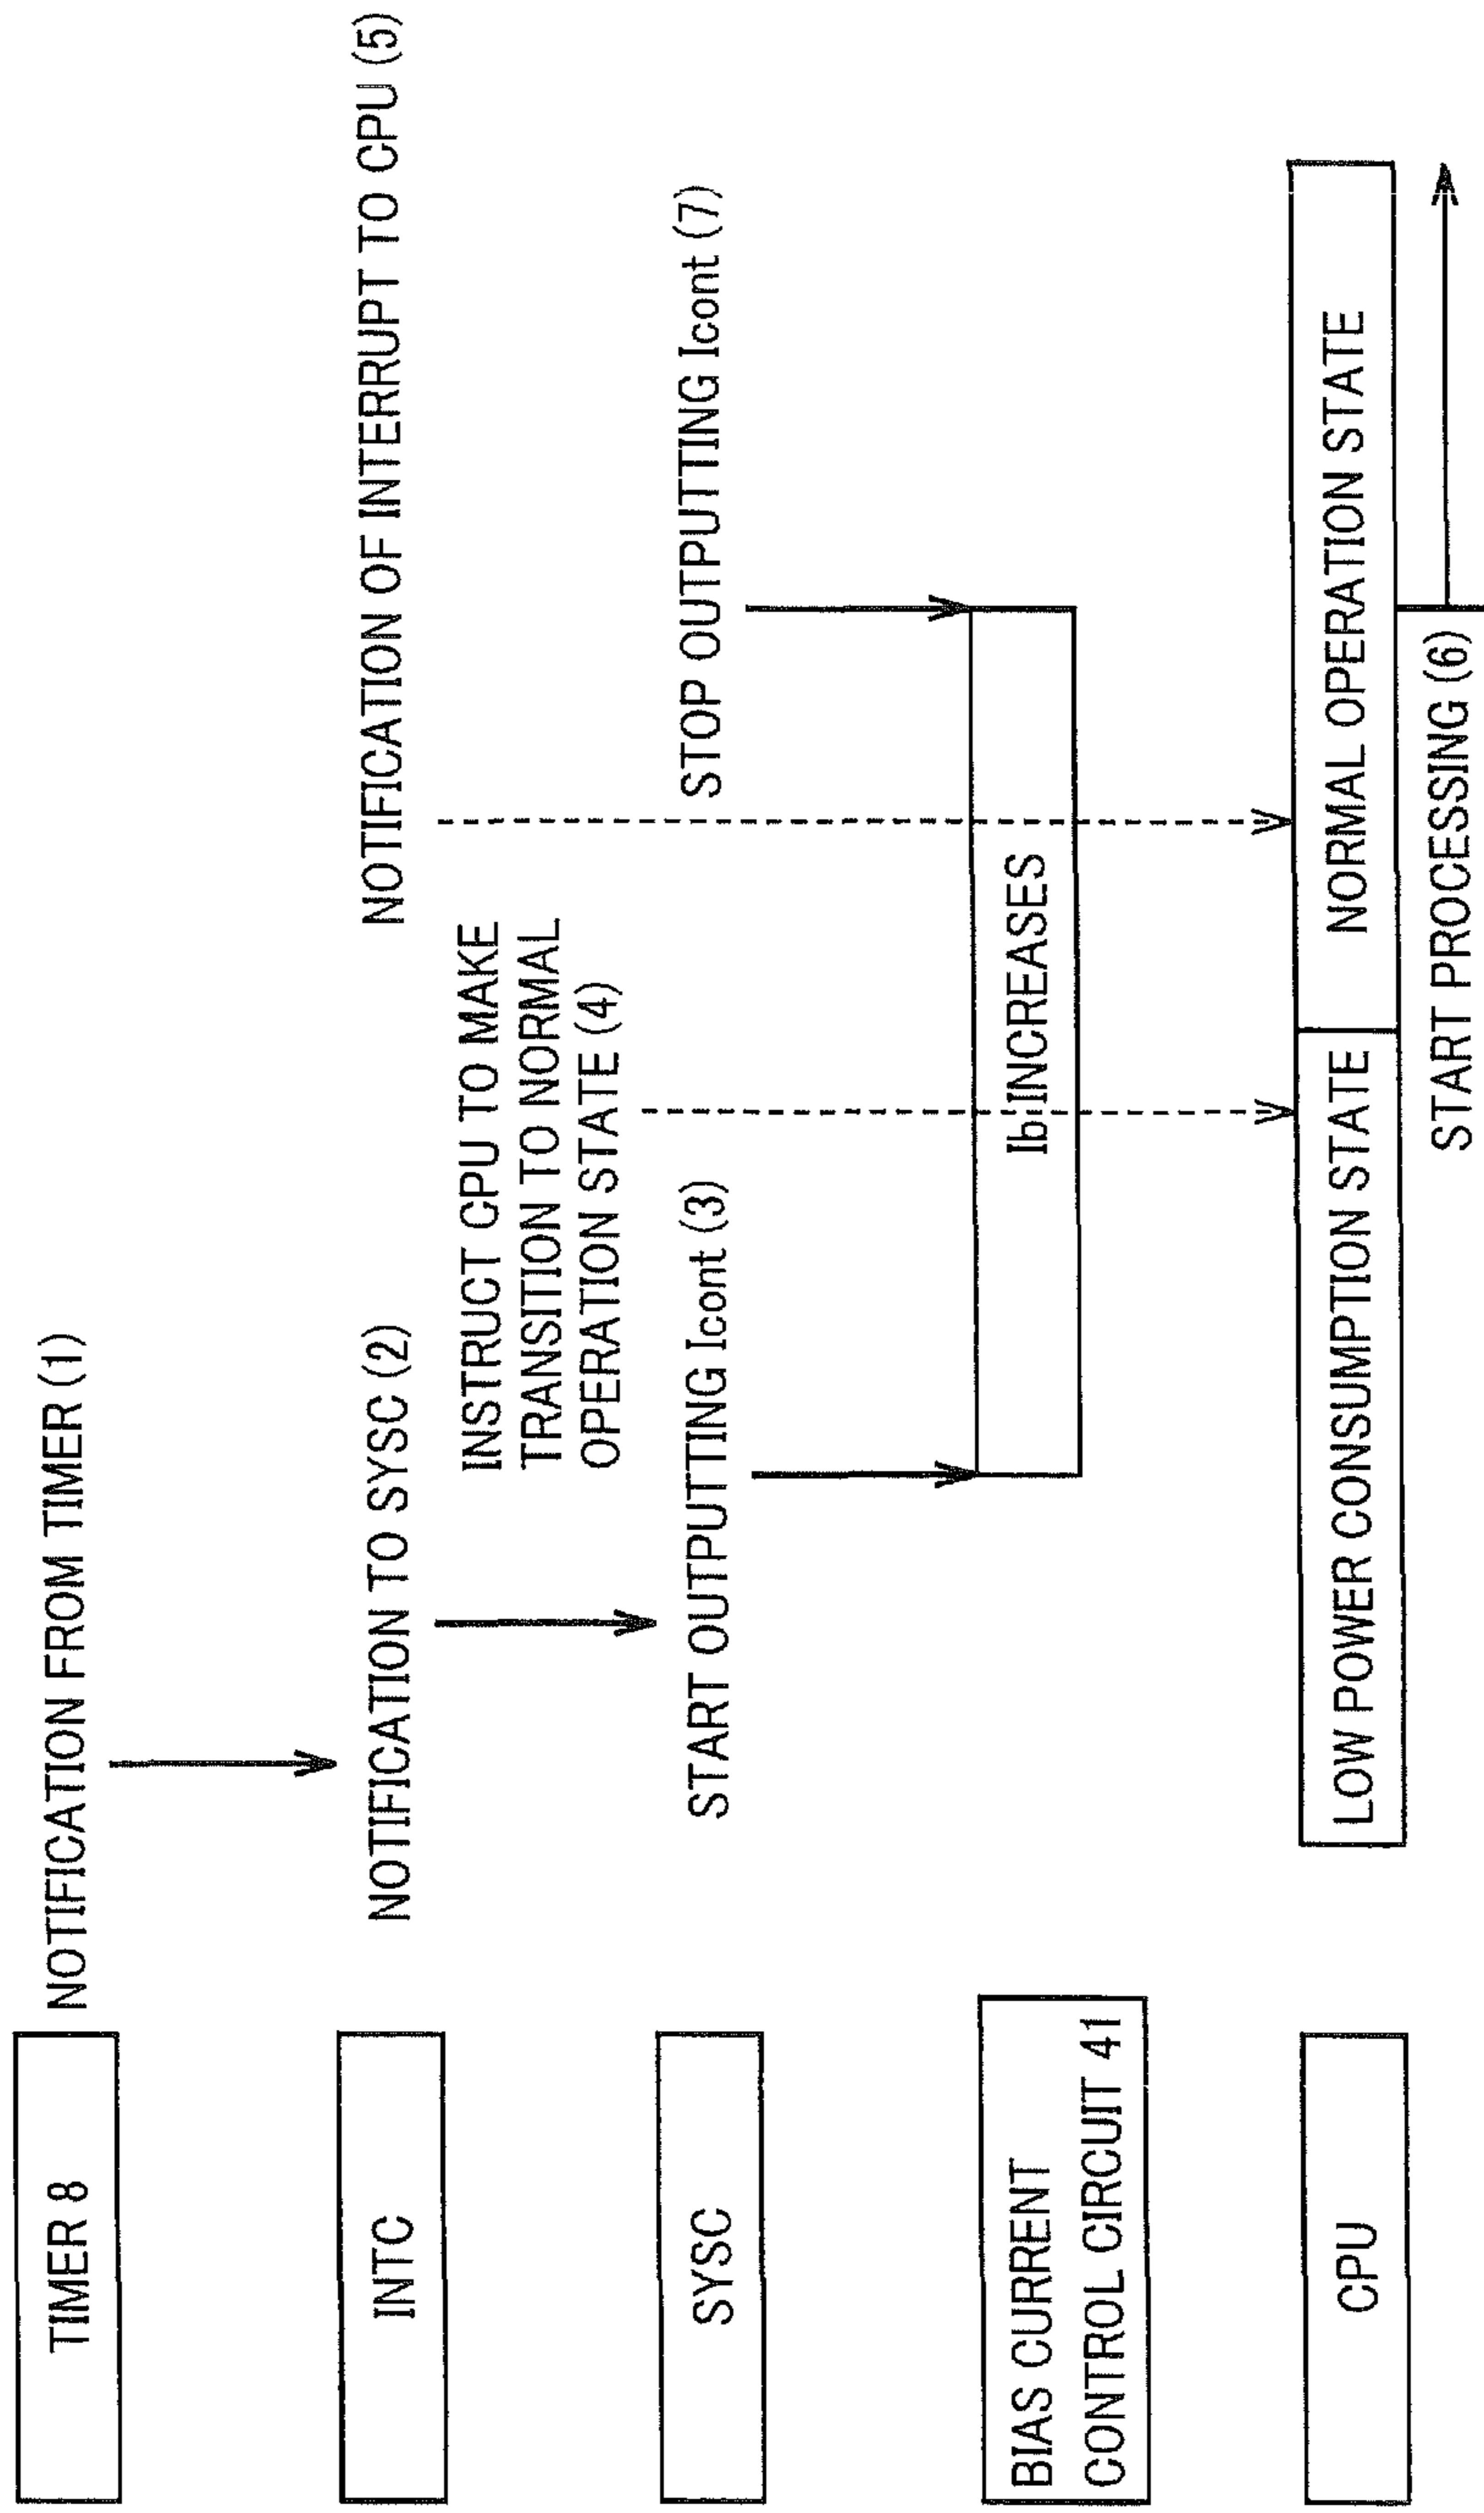 TIMER 8
NOTIFICATION FROM TIMER (1)
INTC
NOTIFICATION TO SYSC (2)
NOTIFICATION OF INTERRUPT TO CPU (5)
INSTRUCT CPU TO MAKE
TRANSITION TO NORMAL
OPERATION STATE (4)
SYSC
START OUTPUTTING Icont (3)
STOP OUTPUTTING Icont (7)
BIAS CURRENT
CONTROL CIRCUIT 41
Ib INCREASES
CPU
LOW POWER CONSUMPTION STATE
NORMAL OPERATION STATE
START PROCESSING (6)